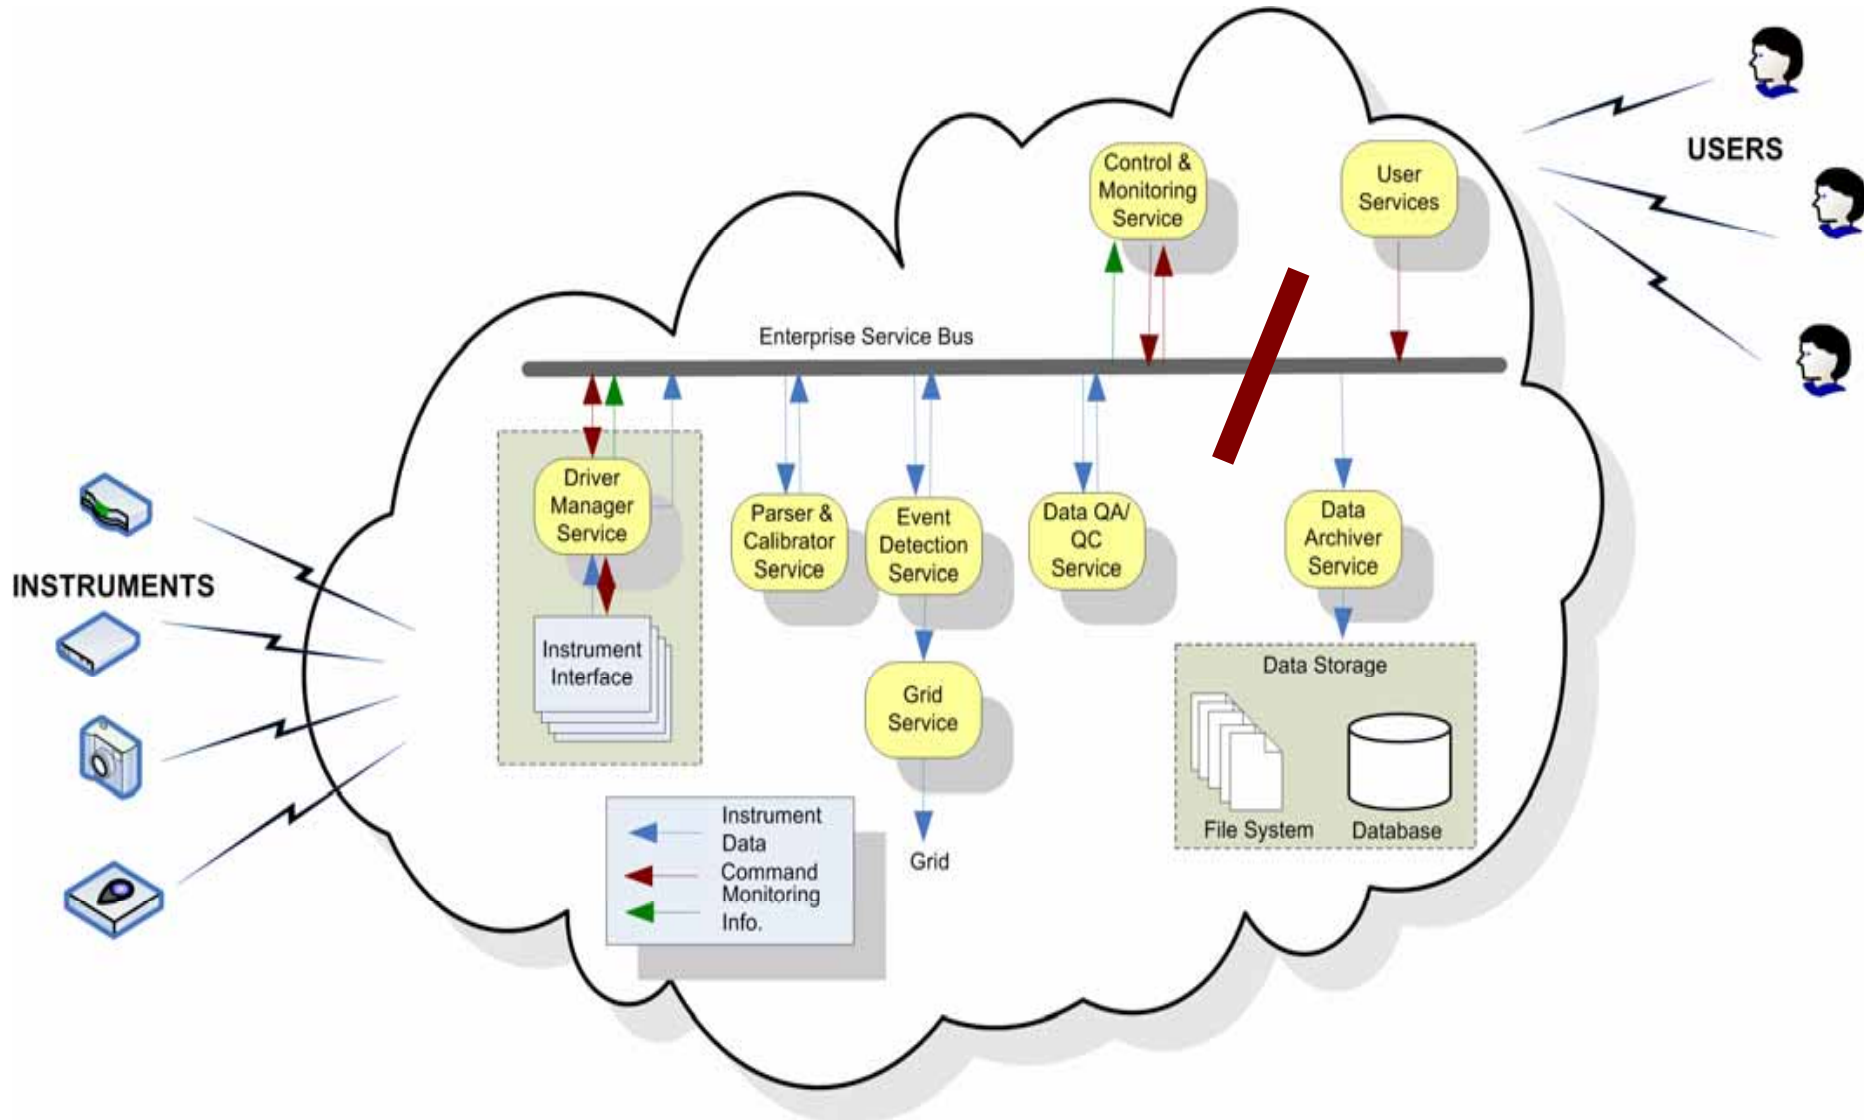 USERS
Control &
Monitoring
Service
User
Services
Enterprise Service Bus
Driver
Manager
Service
Parser &
Calibrator
Service
Event
Detection
Service
Data QA/
QC
Service
Data
Archiver
Service
INSTRUMENTS
Instrument
Interface
Grid
Service
Data Storage
File System
Database
Instrument
Data
Command
Monitoring
Info.
Grid